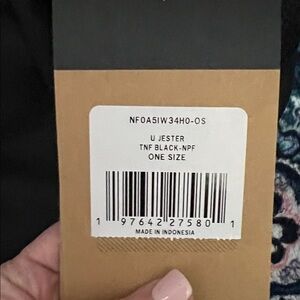 NF0A5IW34H0-OS
U JESTER
TNF BLACK-NPF
ONE SIZE
1 97642 27580 1
MADE IN INDONESIA